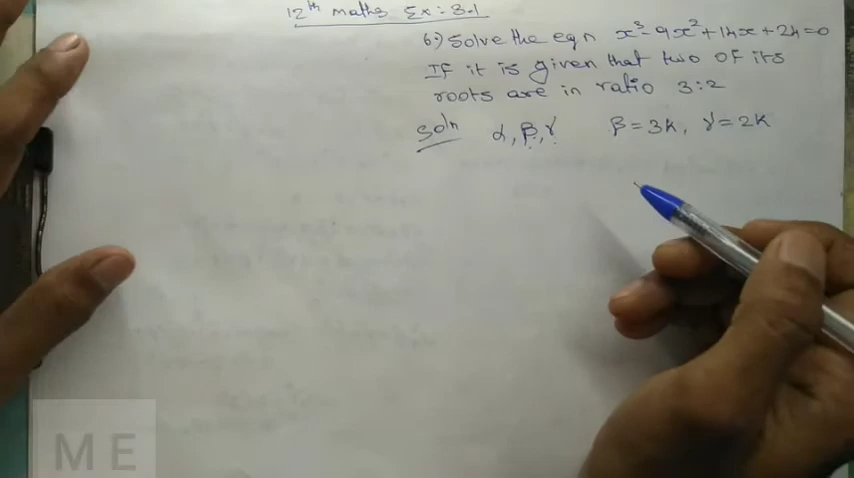 12th maths Ex: 3.1
6) Solve the eqn x³-9x²+14x+24=0
If it is given that two of its
roots are in ratio 3:2
Soln α, β, γ β=3k, γ=2k
ME